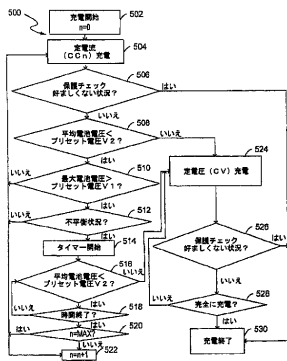 500
充電開始
n=0
502
定電流
(CCn) 充電
504
506
保護チェック
好ましくない状況？
はい
いいえ
508
平均電池電圧<
プリセット電圧V2？
いいえ
はい
510
最大電池電圧>
プリセット電圧V1？
いいえ
はい
512
不平衡状況？
いいえ
はい
タイマー開始
514
516
平均電池電圧<
プリセット電圧V2？
いいえ
はい
518
時間終了？
いいえ
はい
520
n=MAX？
はい
いいえ
n=n+1
522
524
定電圧 (CV) 充電
526
保護チェック
好ましくない状況？
はい
いいえ
528
完全に充電？
いいえ
はい
530
充電終了